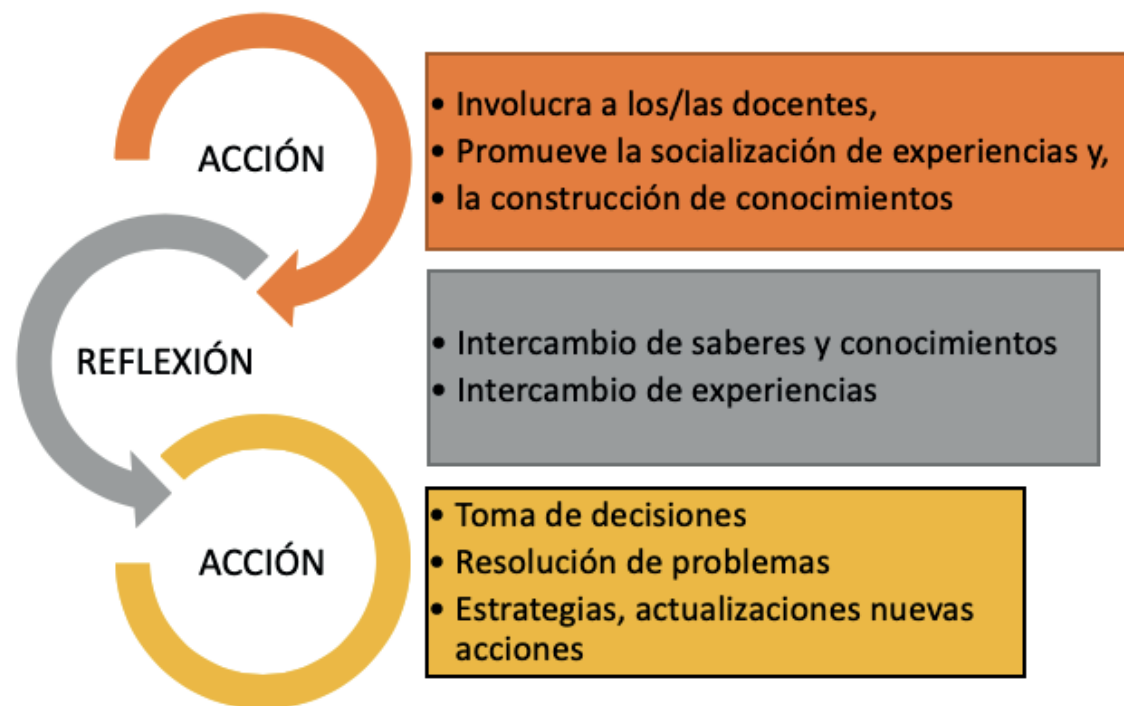 ACCIÓN
• Involucra a los/las docentes,
• Promueve la socialización de experiencias y,
• la construcción de conocimientos
REFLEXIÓN
• Intercambio de saberes y conocimientos
• Intercambio de experiencias
ACCIÓN
• Toma de decisiones
• Resolución de problemas
• Estrategias, actualizaciones nuevas
acciones